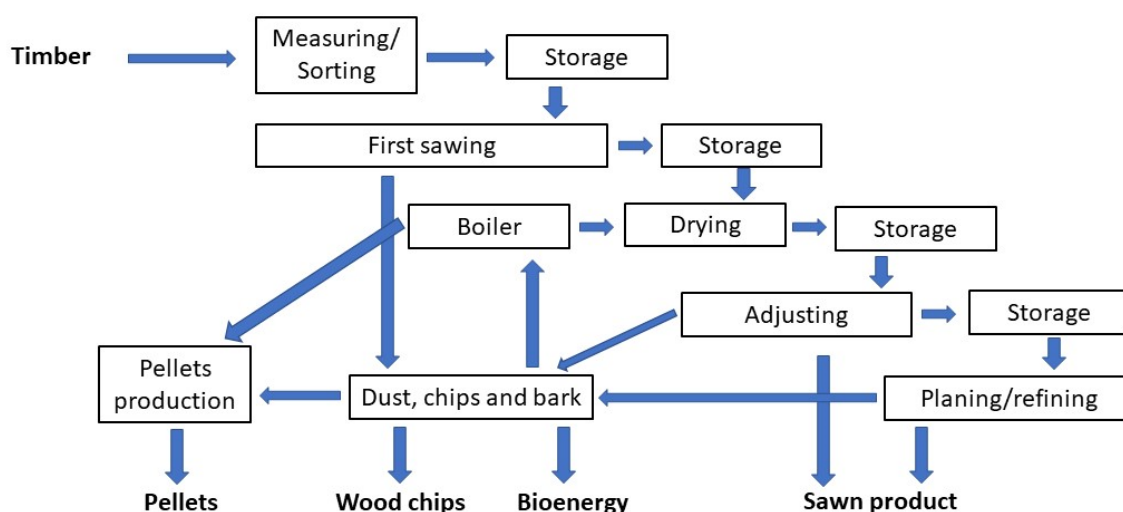 Timber
Measuring/
Sorting
Storage
First sawing
Storage
Boiler
Drying
Storage
Adjusting
Storage
Pellets
production
Dust, chips and bark
Planing/refining
Pellets
Wood chips
Bioenergy
Sawn product